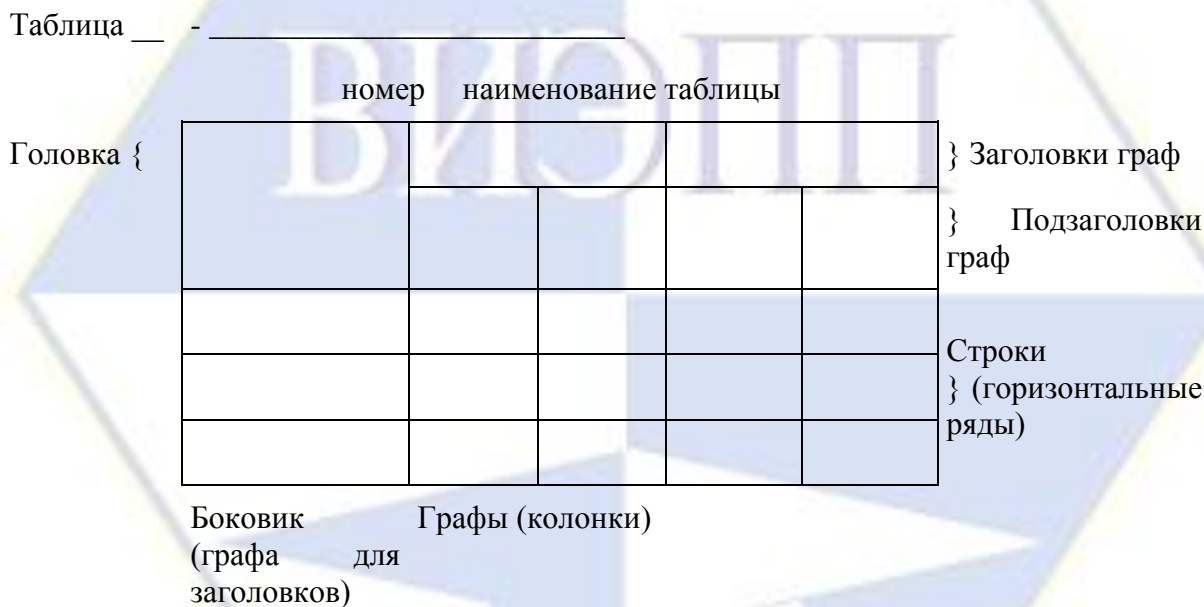 Таблица __ - __________________________
номер наименование таблицы
ВИЭПП
Головка {
} Заголовки граф
} Подзаголовки
граф
Строки
} (горизонтальные
ряды)
Боковик Графы (колонки)
(графа для
заголовков)